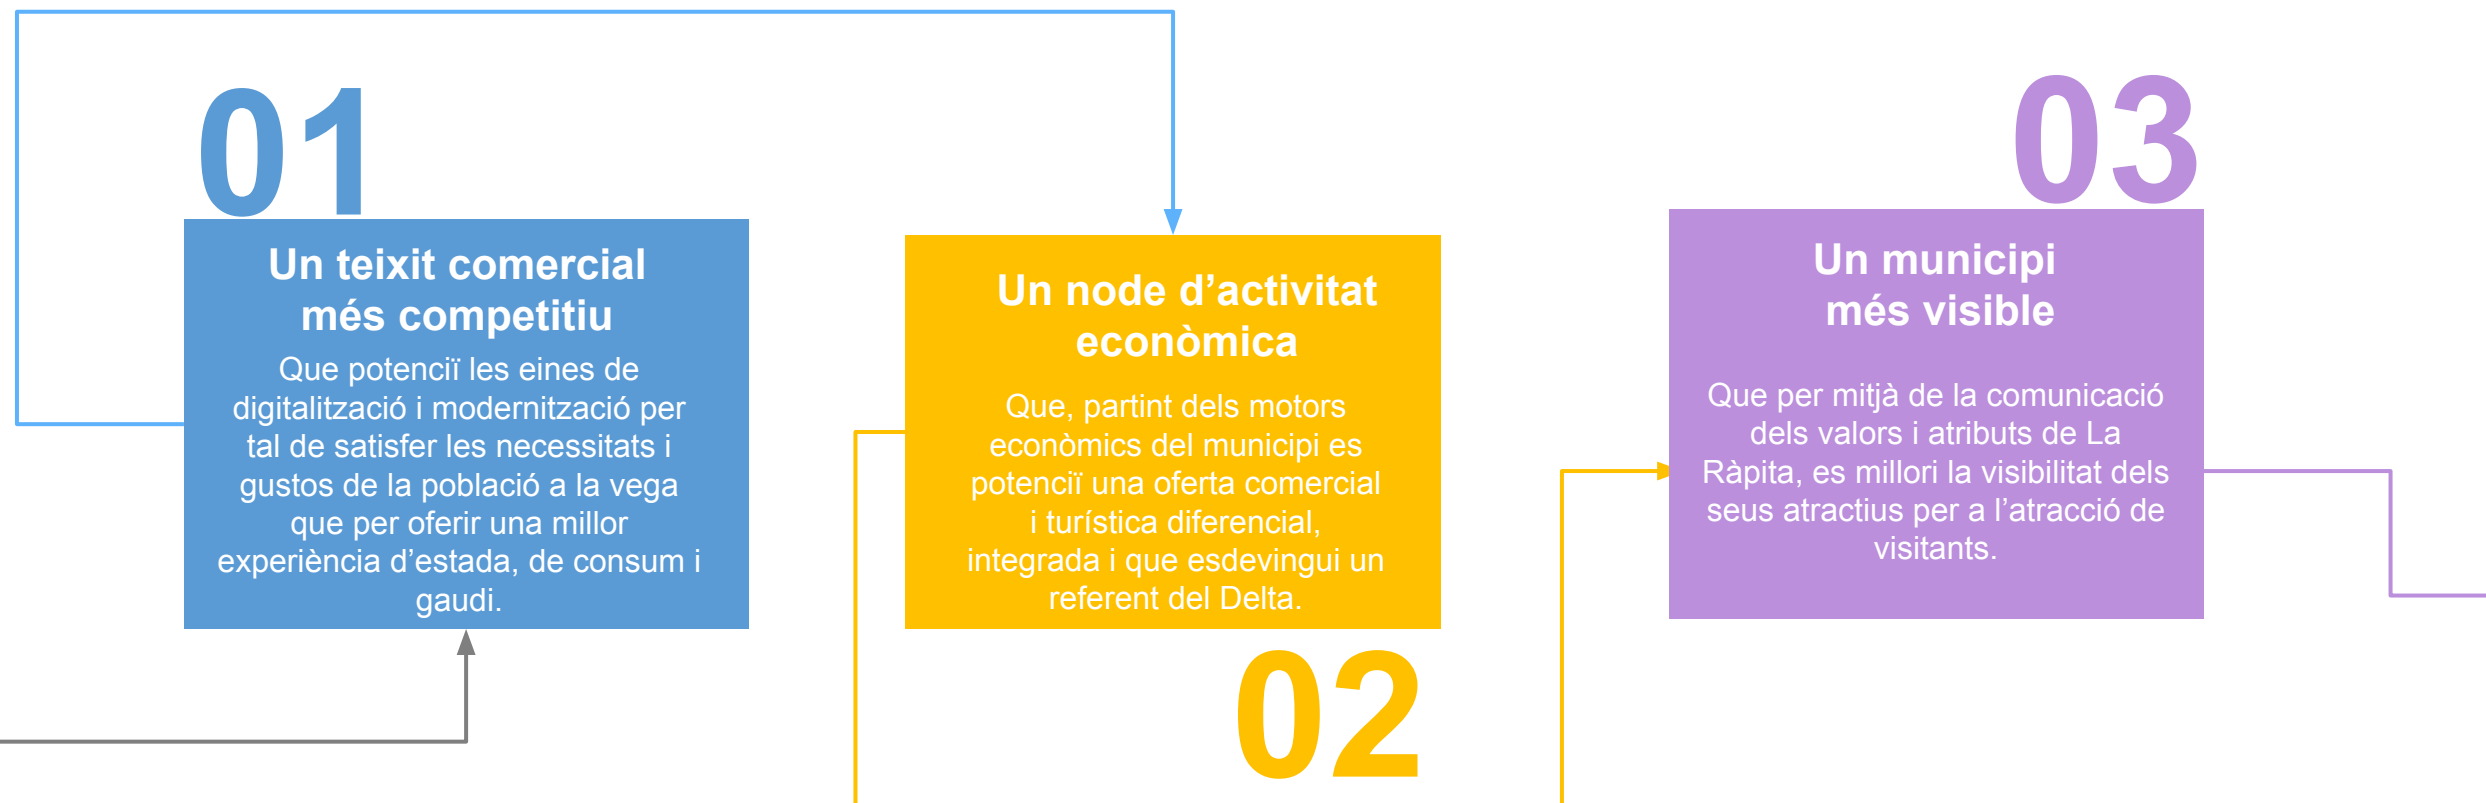 01
Un teixit comercial
més competitiu
Que potenciï les eines de
digitalització i modernització per
tal de satisfer les necessitats i
gustos de la població a la vega
que per oferir una millor
experiència d’estada, de consum i
gaudi.
Un node d’activitat
econòmica
Que, partint dels motors
econòmics del municipi es
potenciï una oferta comercial
i turística diferencial,
integrada i que esdevingui un
referent del Delta.
02
03
Un municipi
més visible
Que per mitjà de la comunicació
dels valors i atributs de La
Ràpita, es millori la visibilitat dels
seus atractius per a l’atracció de
visitants.